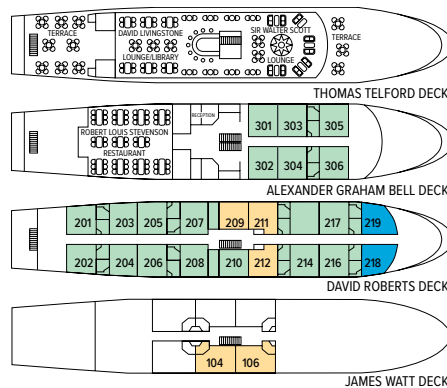 TERRACE
DAVID LIVINGSTONE
LOUNGE/LIBRARY
SIR WALTER SCOTT
LOUNGE
TERRACE
THOMAS TELFORD DECK
ROBERT LOUIS STEVENSON
RESTAURANT
RECEPTION
301 303 305
302 304 306
ALEXANDER GRAHAM BELL DECK
201 203 205 207 209 211 217 219
202 204 206 208 210 212 214 216 218
DAVID ROBERTS DECK
104 106
JAMES WATT DECK